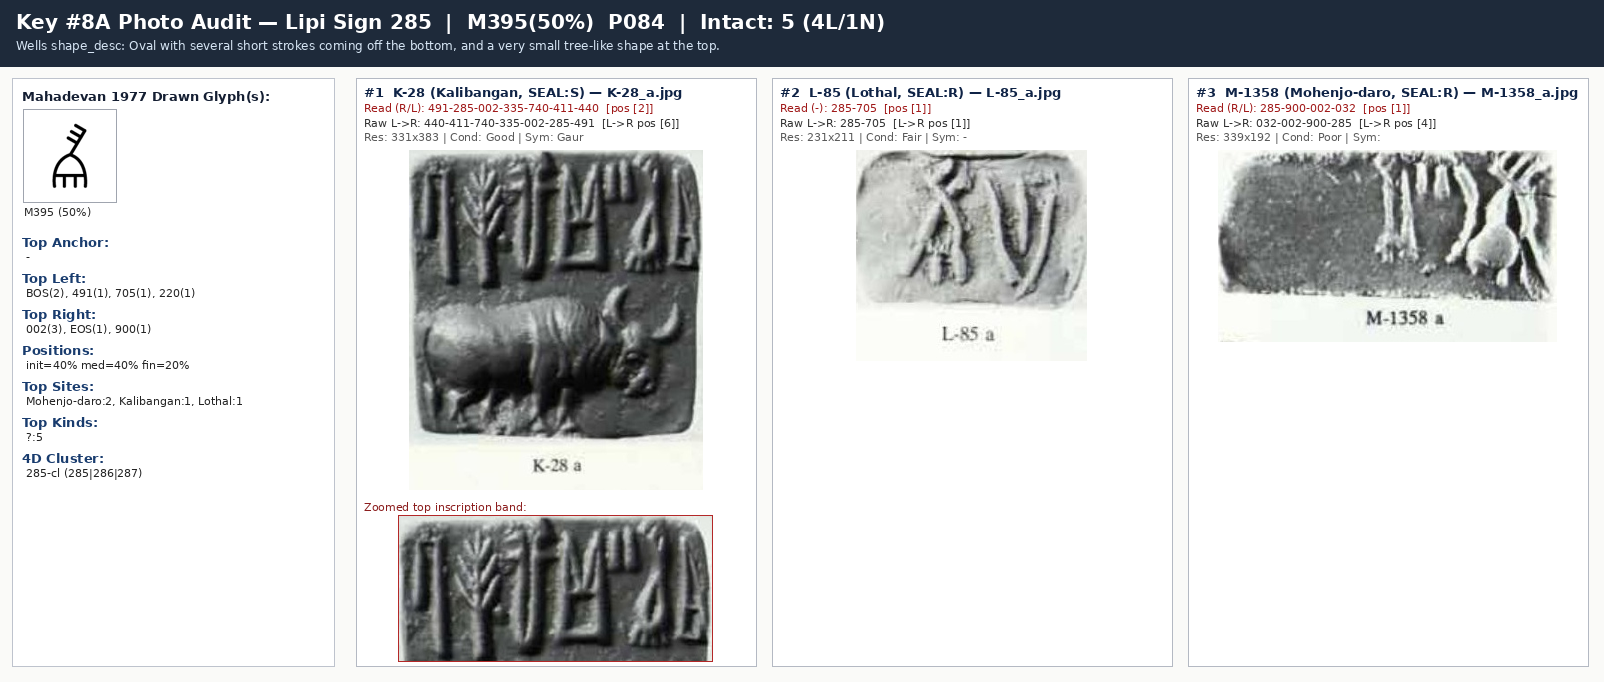 Key #8A Photo Audit — Lipi Sign 285 | M395(50%) P084 | Intact: 5 (4L/1N)
Wells shape_desc: Oval with several short strokes coming off the bottom, and a very small tree-like shape at the top.
Mahadevan 1977 Drawn Glyph(s):
M395 (50%)
Top Anchor:
-
Top Left:
BOS(2), 491(1), 705(1), 220(1)
Top Right:
002(3), EOS(1), 900(1)
Positions:
init=40% med=40% fin=20%
Top Sites:
Mohenjo-daro:2, Kalibangan:1, Lothal:1
Top Kinds:
?:5
4D Cluster:
285-cl (285|286|287)
#1 K-28 (Kalibangan, SEAL:S) — K-28_a.jpg
Read (R/L): 491-285-002-335-740-411-440 [pos [2]]
Raw L->R: 440-411-740-335-002-285-491 [L->R pos [6]]
Res: 331x383 | Cond: Good | Sym: Gaur
K-28 a
Zoomed top inscription band:
#2 L-85 (Lothal, SEAL:R) — L-85_a.jpg
Read (-): 285-705 [pos [1]]
Raw L->R: 285-705 [L->R pos [1]]
Res: 231x211 | Cond: Fair | Sym: -
L-85 a
#3 M-1358 (Mohenjo-daro, SEAL:R) — M-1358_a.jpg
Read (R/L): 285-900-002-032 [pos [1]]
Raw L->R: 032-002-900-285 [L->R pos [4]]
Res: 339x192 | Cond: Poor | Sym:
M-1358 a